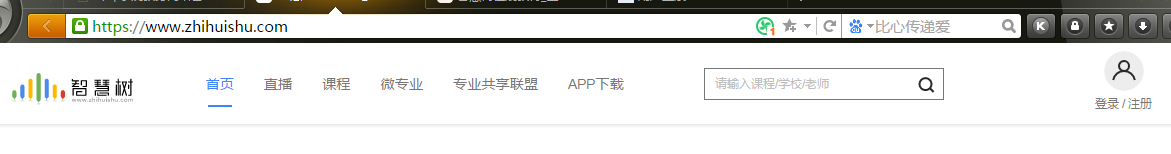 https://www.zhihuishu.com
比心传递爱
K
智慧树
www.zhihuishu.com
首页 直播 课程 微专业 专业共享联盟 APP下载
请输入课程/学校/老师
登录 / 注册